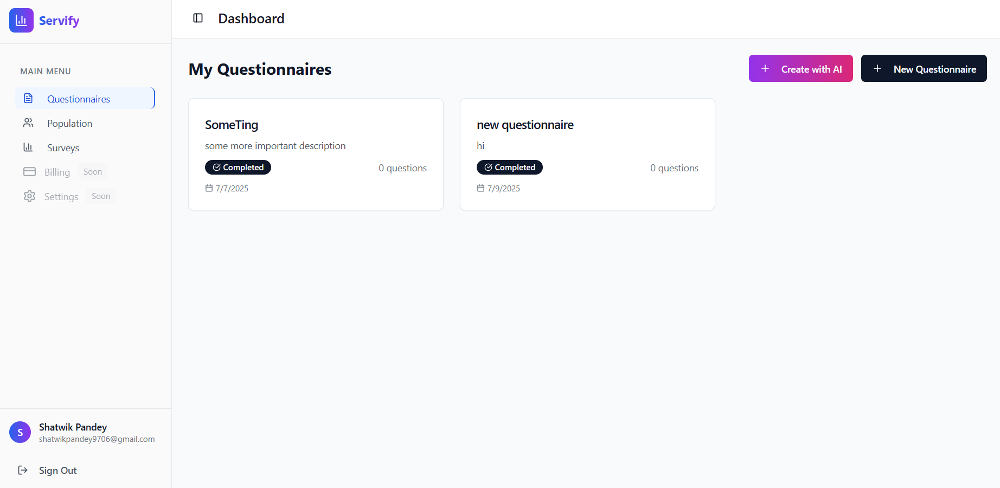 Servify
MAIN MENU
Questionnaires
Population
Surveys
Billing Soon
Settings Soon
Shatwik Pandey
shatwikpandey9706@gmail.com
Sign Out
Dashboard
My Questionnaires
Create with AI
New Questionnaire
SomeTing
some more important description
Completed 0 questions
7/7/2025
new questionnaire
hi
Completed 0 questions
7/9/2025
S